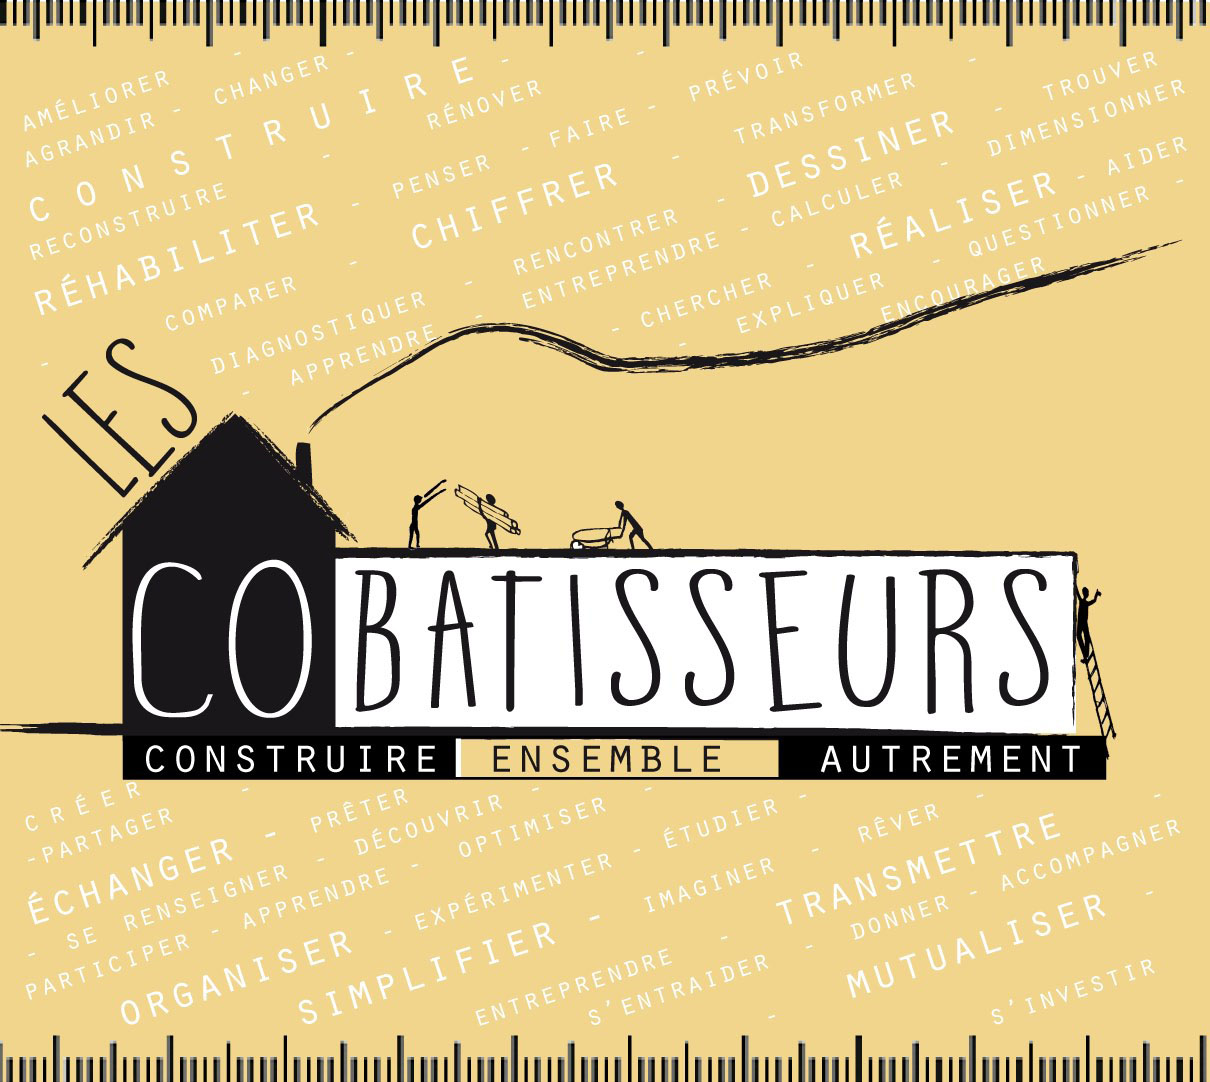 AMÉLIORER - CHANGER -
AGRANDIR -
CONSTRUIRE -
RÉNOVER
RECONSTRUIRE -
RÉHABILITER - PENSER - FAIRE - PRÉVOIR
COMPARER - CHIFFRER - TRANSFORMER -
DIAGNOSTIQUER - RENCONTRER - DESSINER - TROUVER
- APPRENDRE ENTREPRENDRE - CALCULER - DIMENSIONNER
- CHERCHER - RÉALISER - AIDER
- EXPLIQUER - QUESTIONNER -
ENCOURAGER
LES
COBATISSEURS
CONSTRUIRE ENSEMBLE AUTREMENT
CRÉER -
-PARTAGER
ÉCHANGER - PRÊTER
- SE RENSEIGNER - DÉCOUVRIR -
PARTICIPER - APPRENDRE - OPTIMISER -
ORGANISER - EXPÉRIMENTER - ÉTUDIER -
SIMPLIFIER - IMAGINER - RÊVER -
ENTREPRENDRE - TRANSMETTRE -
S'ENTRAIDER - DONNER - ACCOMPAGNER
- MUTUALISER -
S'INVESTIR